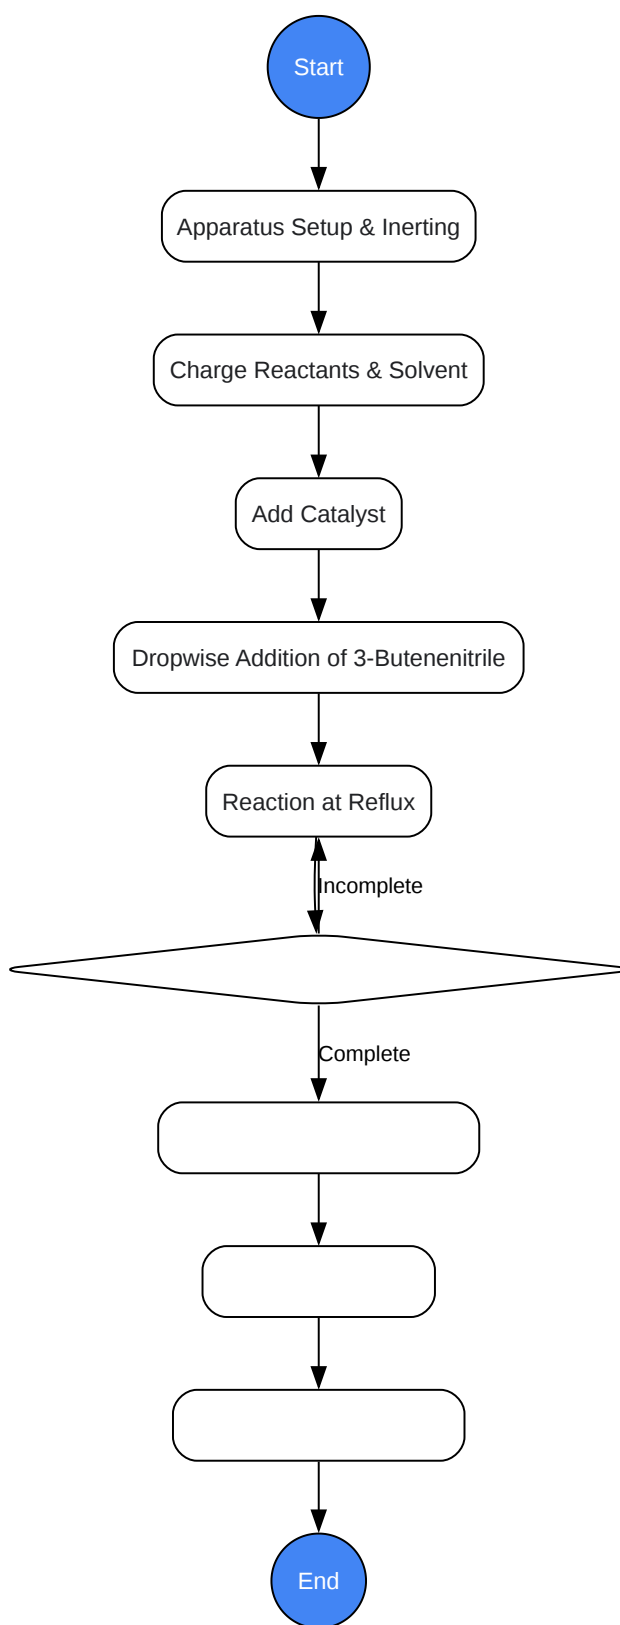 Start
Apparatus Setup & Inerting
Charge Reactants & Solvent
Add Catalyst
Dropwise Addition of 3-Butenenitrile
Reaction at Reflux
Incomplete
Complete
End